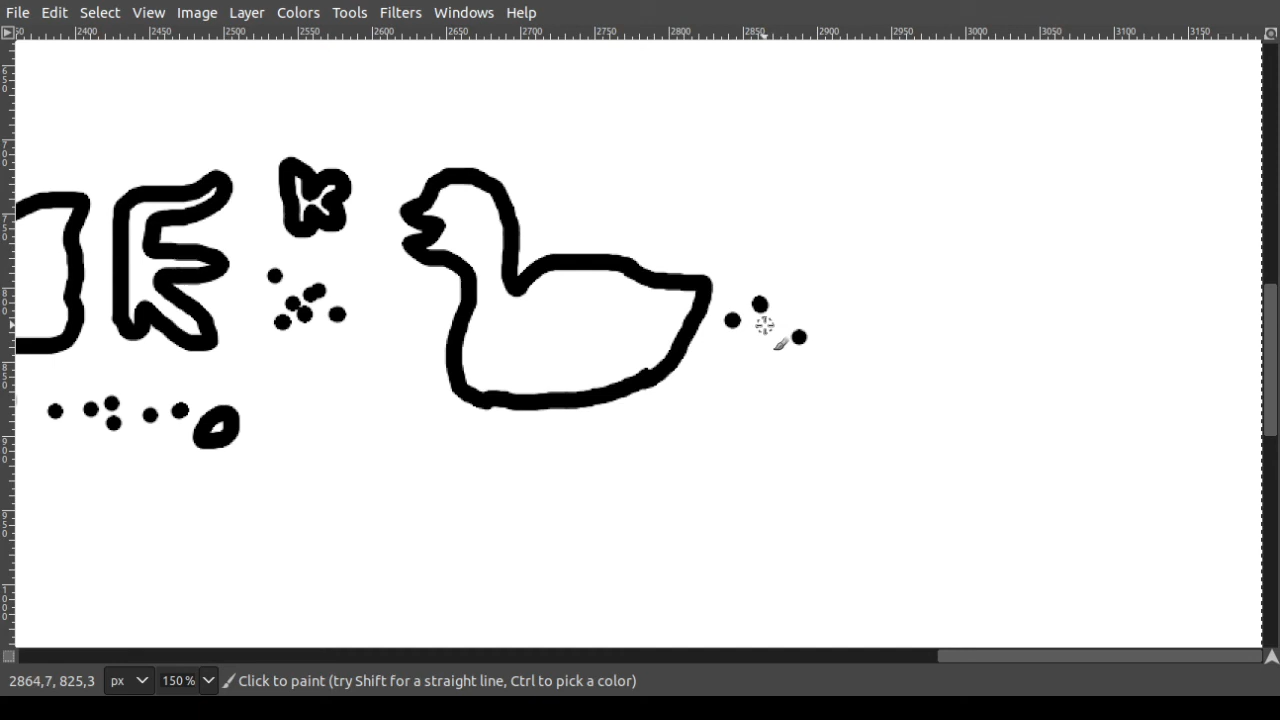 File Edit Select View Image Layer Colors Tools Filters Windows Help
2400 2450 2500 2550 2600 2650 2700 2750 2800 2850 2900 2950 3000 3050 3100 3150
2864,7, 825,3 px 150 % Click to paint (try Shift for a straight line, Ctrl to pick a color)